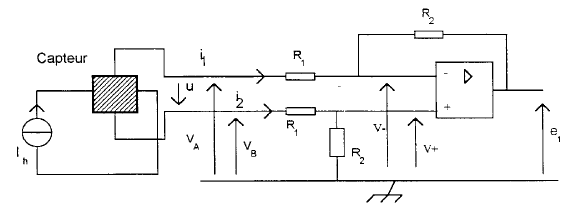 Capteur
i1
R1
R2
u
i2
R1
-
-
+
VA
VB
R2
V-
V+
e1
Ih